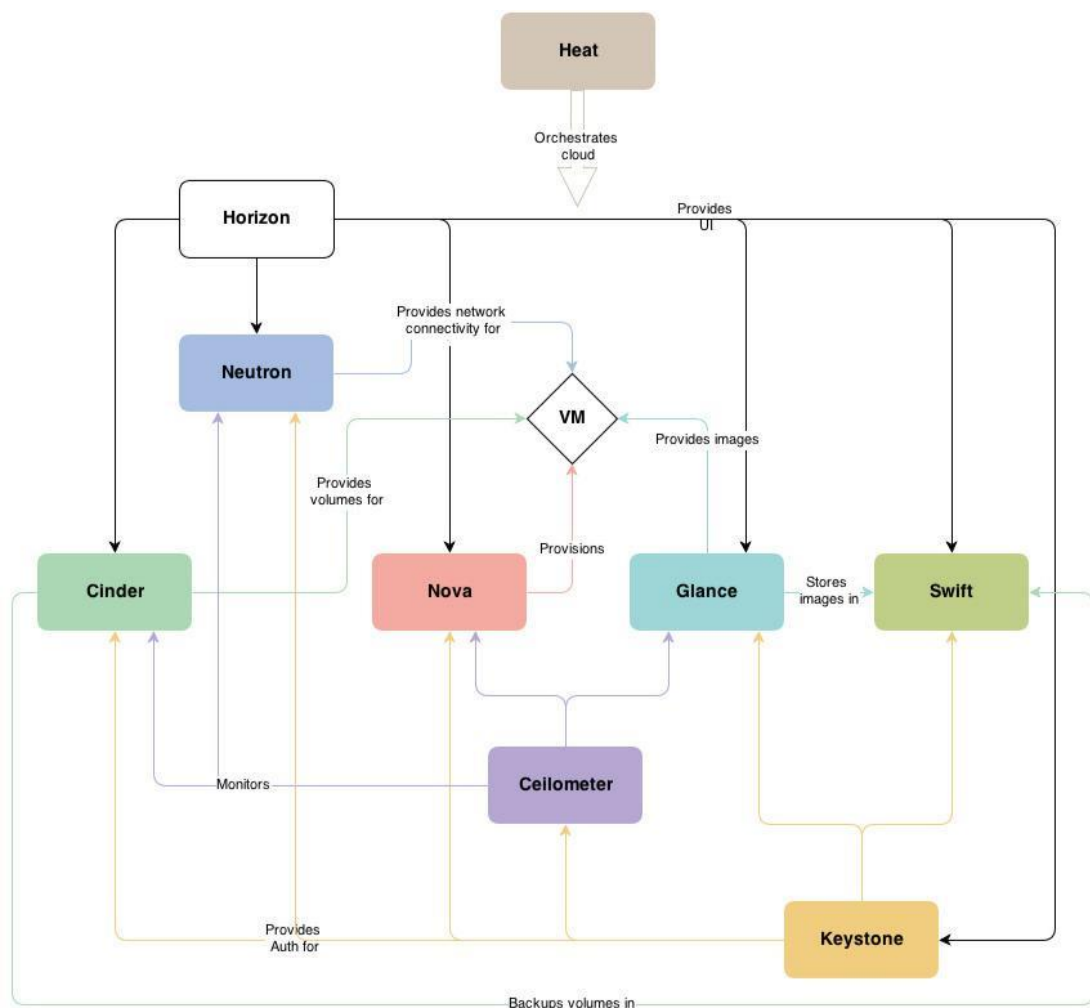 Heat
Orchestrates
cloud
Horizon
Provides
UI
Provides network
connectivity for
Neutron
VM
Provides images
Provides
volumes for
Provisions
Cinder
Nova
Glance
Stores
images in
Swift
Ceilometer
Monitors
Provides
Auth for
Keystone
Backups volumes in